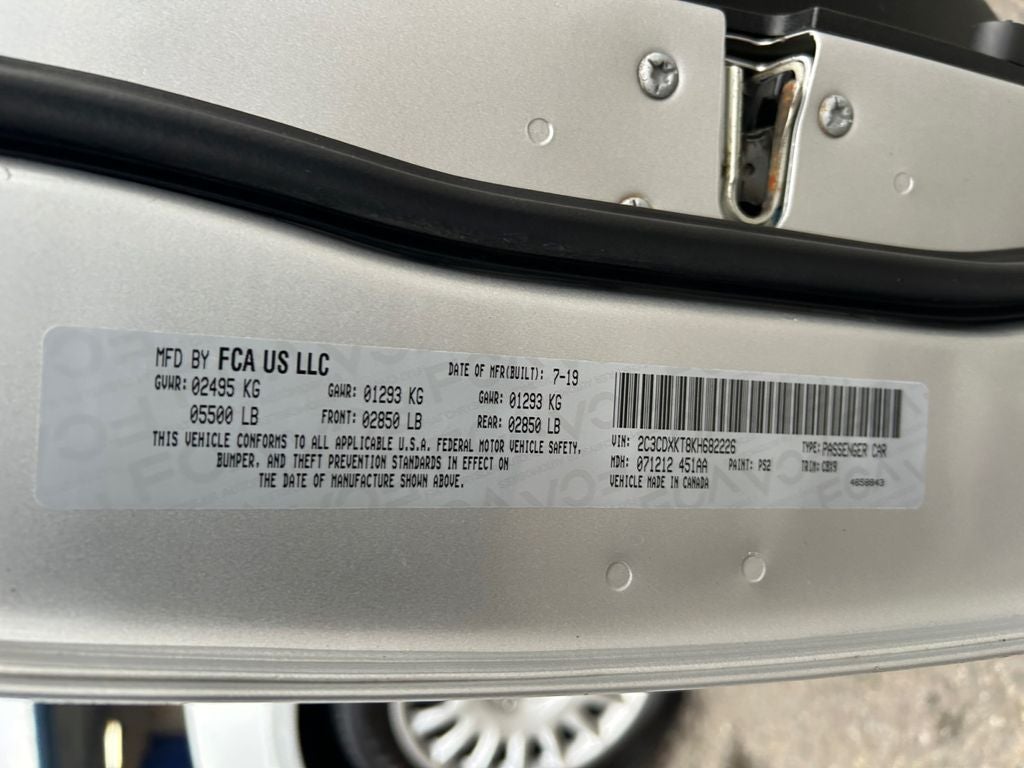 MFD BY FCA US LLC
DATE OF MFR(BUILT): 7-19
GVWR: 02495 KG GAWR: 01293 KG GAWR: 01293 KG
05500 LB FRONT: 02850 LB REAR: 02850 LB
THIS VEHICLE CONFORMS TO ALL APPLICABLE U.S.A. FEDERAL MOTOR VEHICLE SAFETY,
BUMPER, AND THEFT PREVENTION STANDARDS IN EFFECT ON
THE DATE OF MANUFACTURE SHOWN ABOVE.
VIN: 2C3CDXKT8KH682226 TYPE: PASSENGER CAR
MDH: 071212 451AA PAINT: PS2 TRIM: CBX9
VEHICLE MADE IN CANADA 4658843